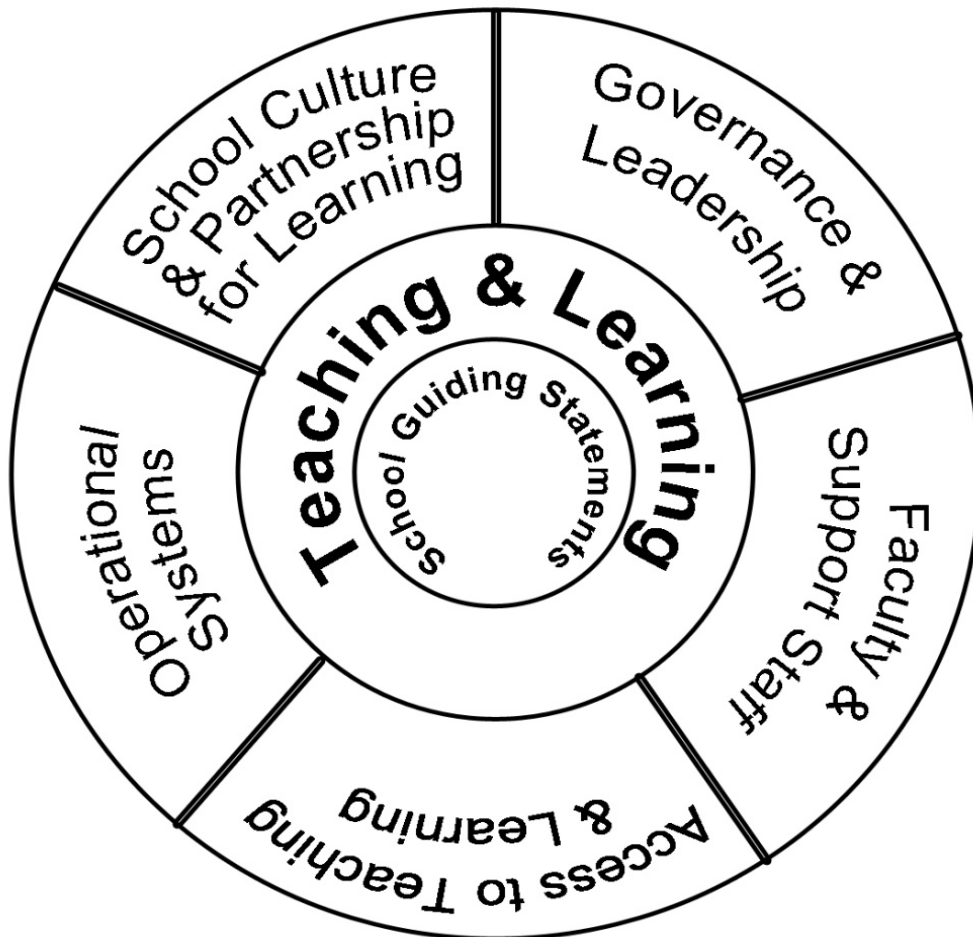 School Culture
& Partnership
for Learning
Governance &
Leadership
Faculty &
Support Staff
Access to Teaching
& Learning
Operational
Systems
Teaching & Learning
School Guiding Statements